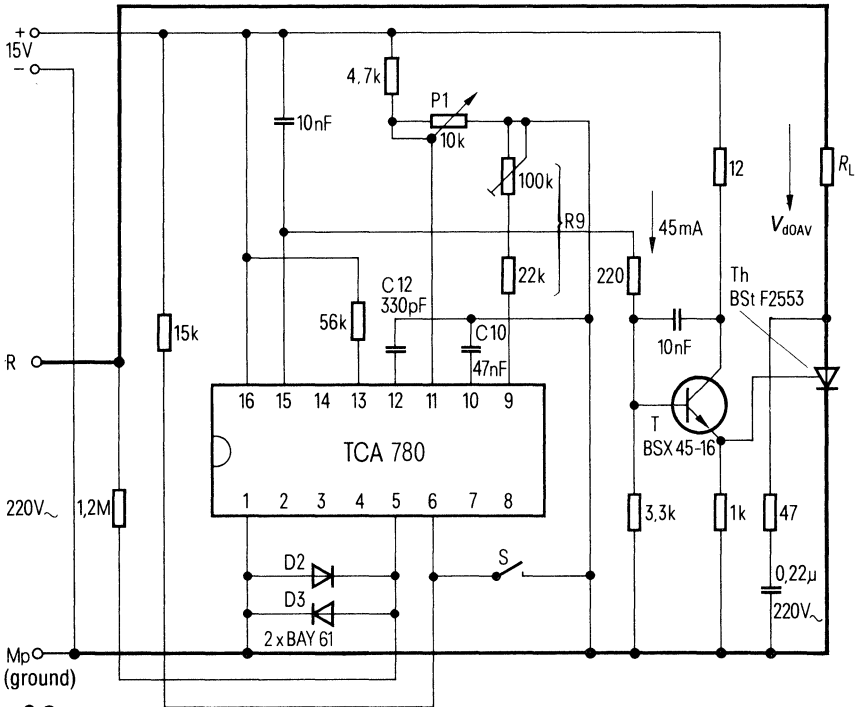 +
15V
−
4,7k
P1
10k
10nF
100k
R9
45mA
12
RL
VdOAV
C12
330pF
22k
220
Th
BSt F2553
15k
56k
C10
47nF
10nF
R
16 15 14 13 12 11 10 9
TCA 780
T
BSX 45-16
1 2 3 4 5 6 7 8
220V~
1,2M
3,3k
1k
47
D2
S
0,22µ
220V~
D3
2 x BAY 61
Mp
(ground)